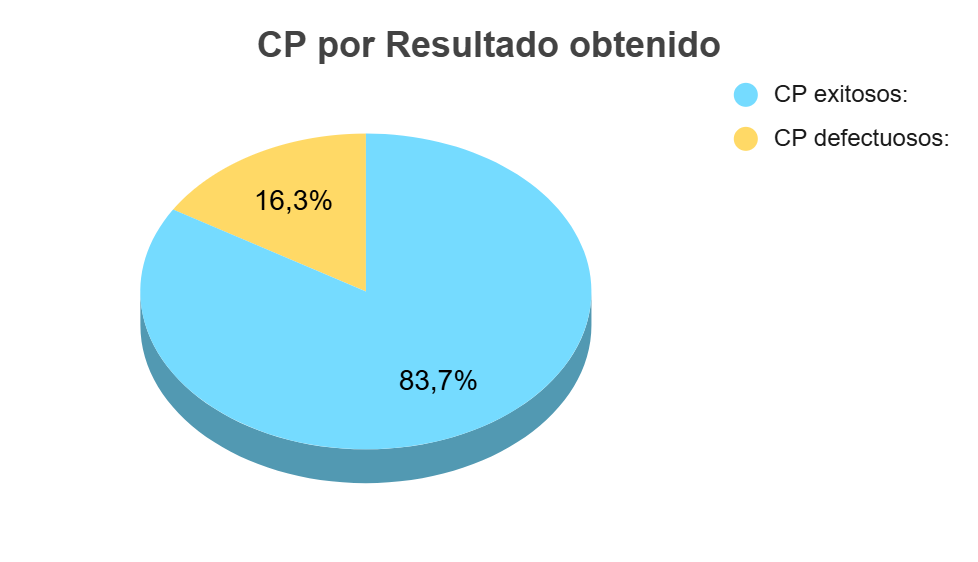 CP por Resultado obtenido
CP exitosos:
CP defectuosos:
16,3%
83,7%